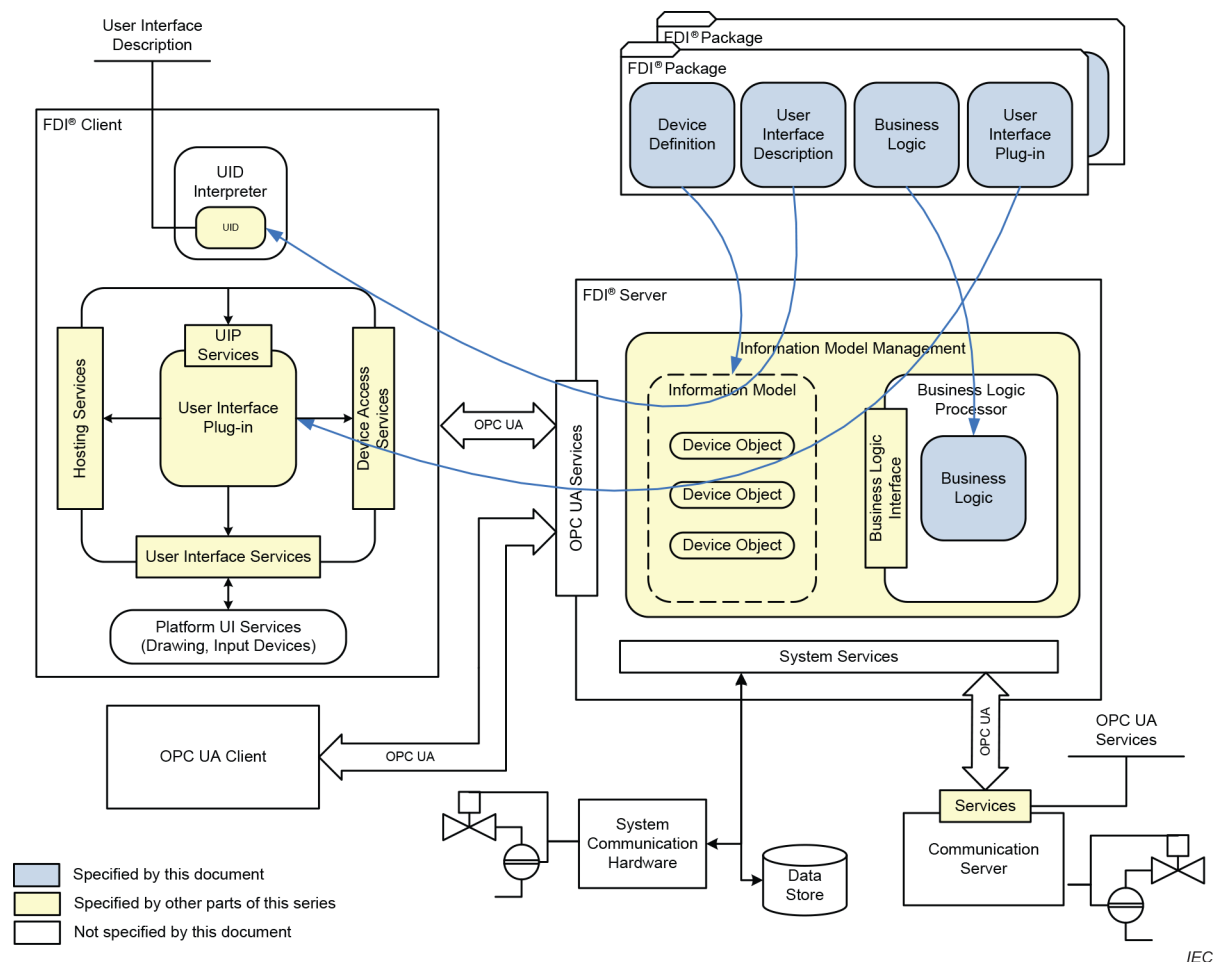 User Interface
Description
FDI® Package
FDI® Package
Device
Definition
User
Interface
Description
Business
Logic
User
Interface
Plug-in
FDI® Client
UID
Interpreter
UID
UIP
Services
Hosting Services
User Interface
Plug-in
Device Access
Services
User Interface Services
Platform UI Services
(Drawing, Input Devices)
OPC UA
FDI® Server
OPC UA Services
Information Model Management
Information Model
Device Object
Device Object
Device Object
Business Logic
Processor
Business Logic
Interface
Business
Logic
System Services
OPC UA Client
OPC UA
OPC UA
OPC UA
Services
Services
Communication
Server
System
Communication
Hardware
Data
Store
Specified by this document
Specified by other parts of this series
Not specified by this document
IEC